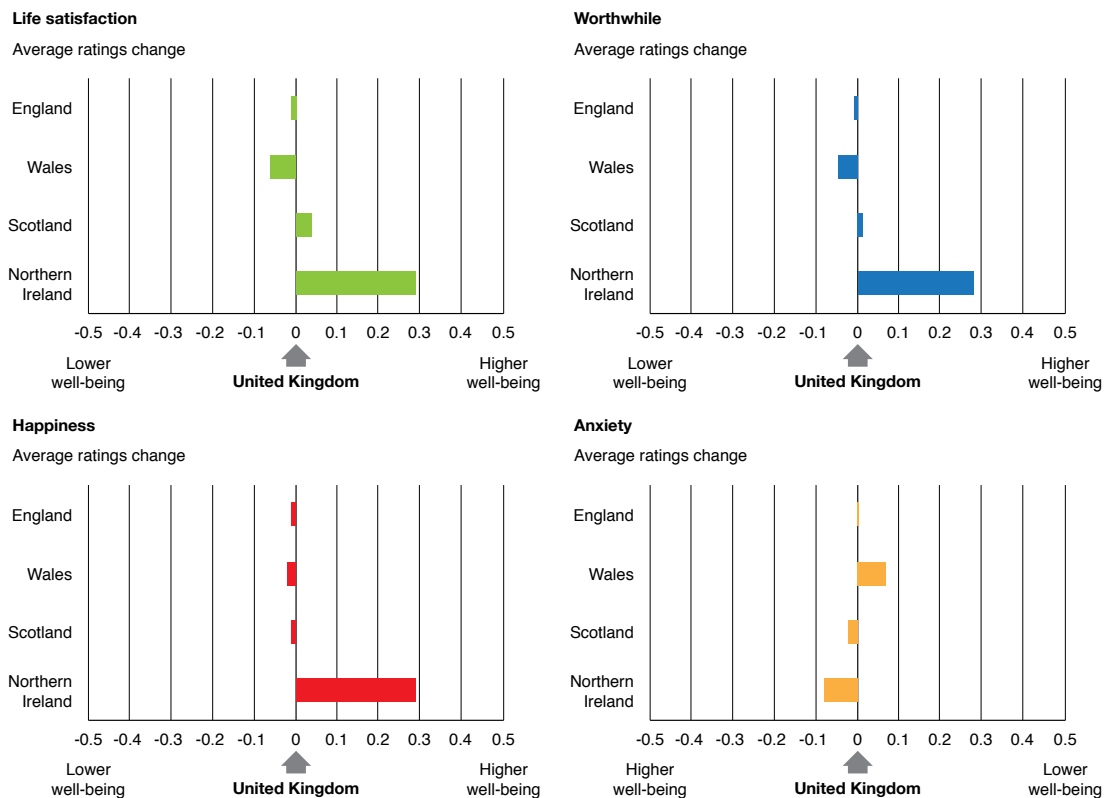 Life satisfaction
Average ratings change
England
Wales
Scotland
Northern
Ireland
-0.5 -0.4 -0.3 -0.2 -0.1 0 0.1 0.2 0.3 0.4 0.5
Lower
well-being
United Kingdom
Higher
well-being
Worthwhile
Average ratings change
England
Wales
Scotland
Northern
Ireland
-0.5 -0.4 -0.3 -0.2 -0.1 0 0.1 0.2 0.3 0.4 0.5
Lower
well-being
United Kingdom
Higher
well-being
Happiness
Average ratings change
England
Wales
Scotland
Northern
Ireland
-0.5 -0.4 -0.3 -0.2 -0.1 0 0.1 0.2 0.3 0.4 0.5
Lower
well-being
United Kingdom
Higher
well-being
Anxiety
Average ratings change
England
Wales
Scotland
Northern
Ireland
-0.5 -0.4 -0.3 -0.2 -0.1 0 0.1 0.2 0.3 0.4 0.5
Higher
well-being
United Kingdom
Lower
well-being